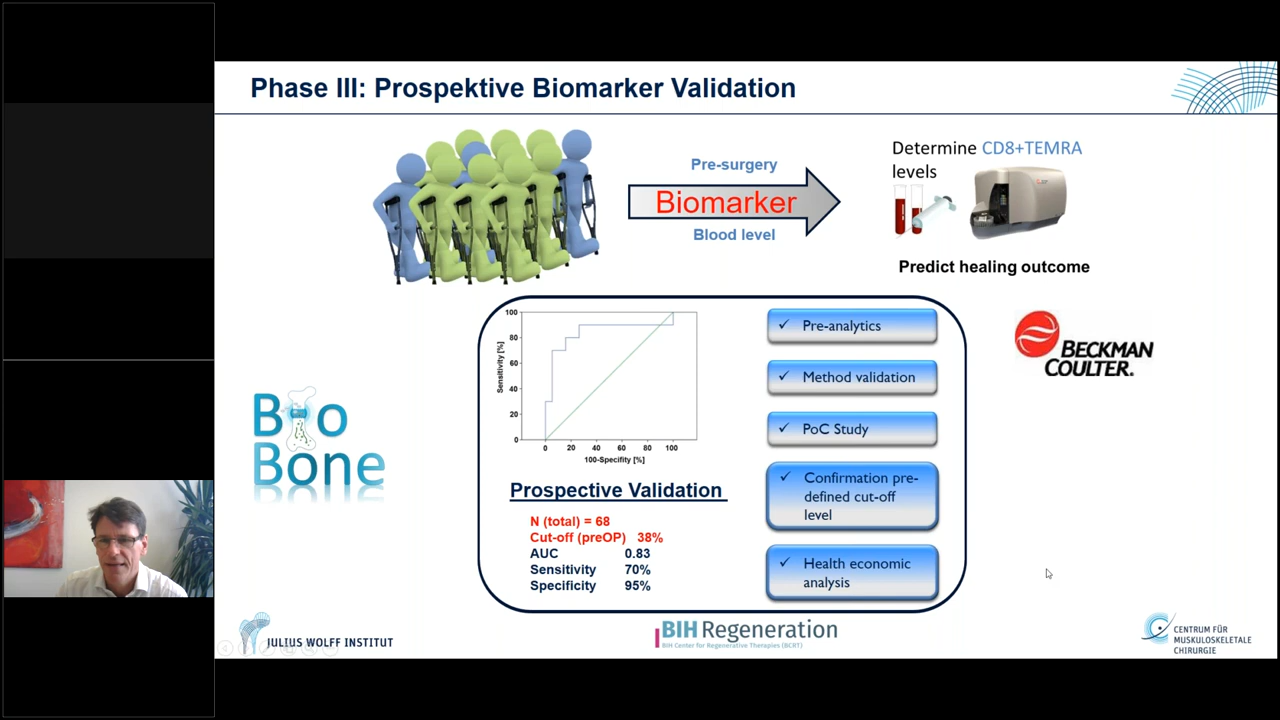 Phase III: Prospektive Biomarker Validation
Pre-surgery
Biomarker
Blood level
Determine CD8+TEMRA
levels
Predict healing outcome
100
80
60
40
20
0
Sensitivity [%]
0 20 40 60 80 100
100-Specifity [%]
Prospective Validation
N (total) = 68
Cut-off (preOP) 38%
AUC 0.83
Sensitivity 70%
Specificity 95%
✓ Pre-analytics
✓ Method validation
✓ PoC Study
✓ Confirmation pre-
defined cut-off
level
✓ Health economic
analysis
BECKMAN
COULTER.
Bio
Bone
JULIUS WOLFF INSTITUT
BIH Regeneration
BIH Center for Regenerative Therapies (BCRT)
CENTRUM FÜR
MUSKULOSKELETALE
CHIRURGIE